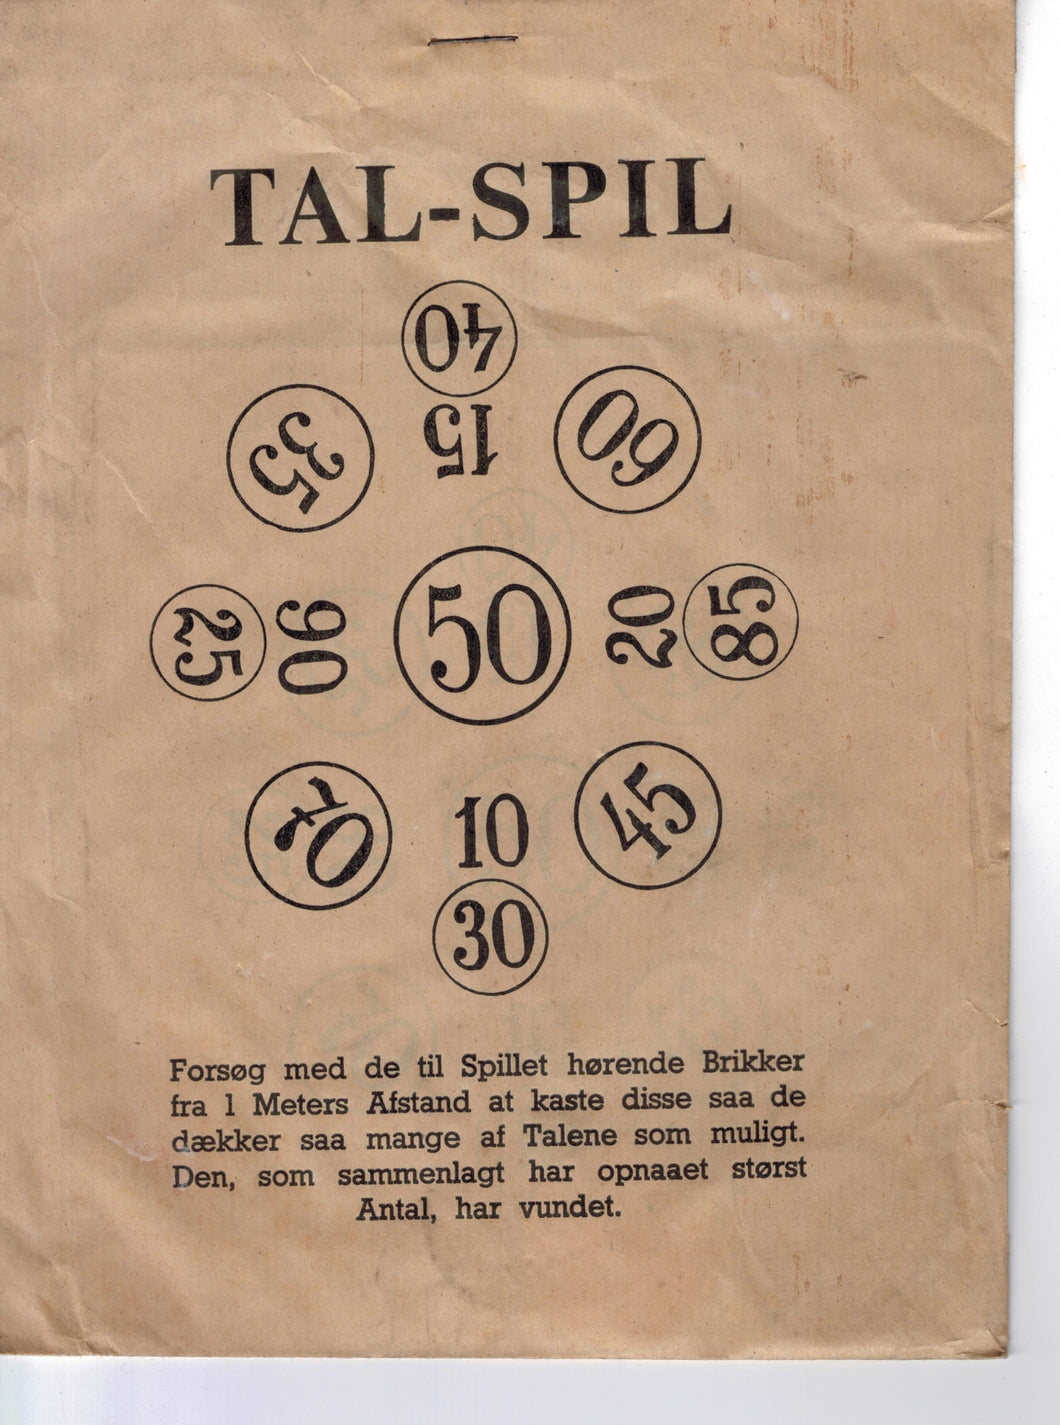 TAL-SPIL
40
35
15
60
25
90
50
20
85
70
10
45
30
Forsøg med de til Spillet hørende Brikker
fra 1 Meters Afstand at kaste disse saa de
dækker saa mange af Talene som muligt.
Den, som sammenlagt har opnaaet størst
Antal, har vundet.